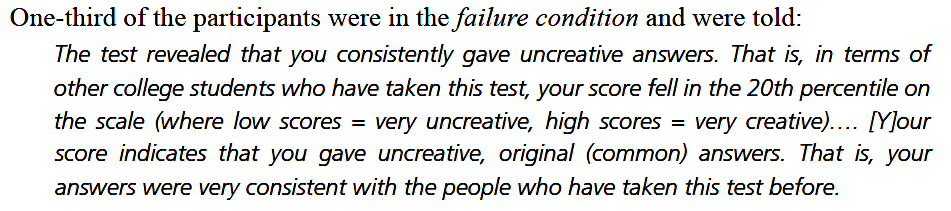 One-third of the participants were in the failure condition and were told:
The test revealed that you consistently gave uncreative answers. That is, in terms of
other college students who have taken this test, your score fell in the 20th percentile on
the scale (where low scores = very uncreative, high scores = very creative).... [Y]our
score indicates that you gave uncreative, original (common) answers. That is, your
answers were very consistent with the people who have taken this test before.